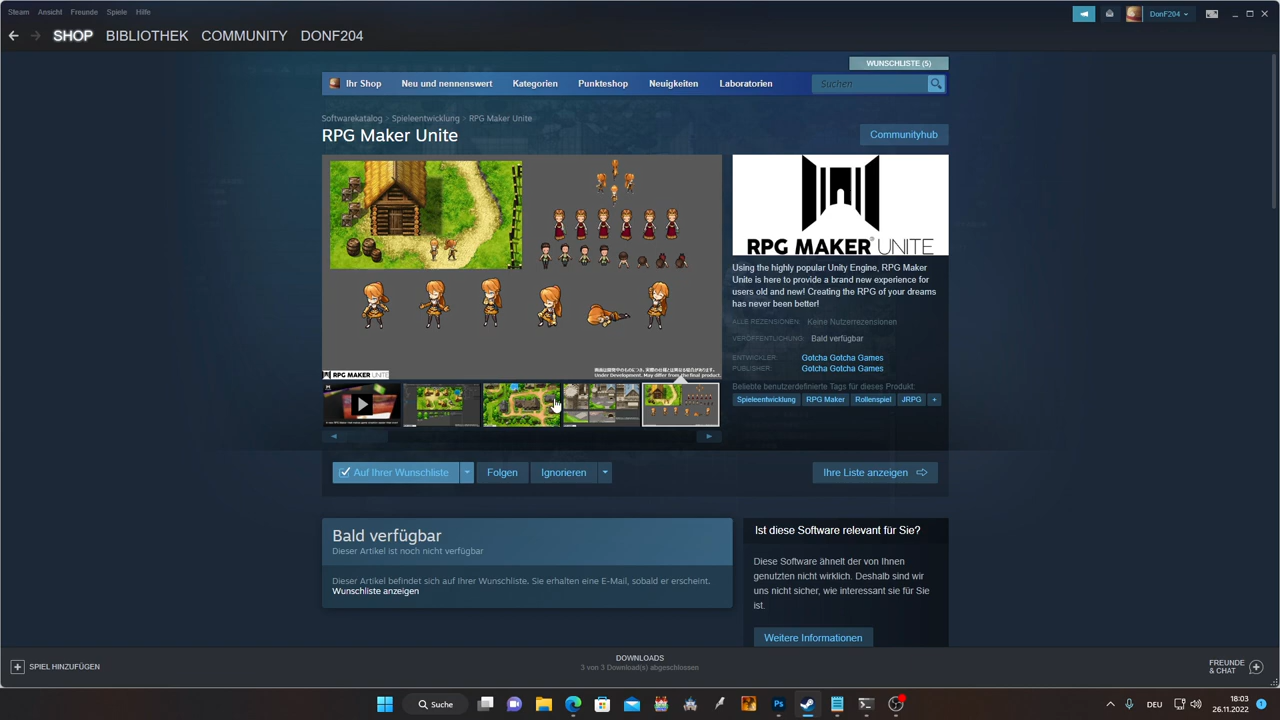 Steam Ansicht Freunde Spiele Hilfe
DonF204
SHOP BIBLIOTHEK COMMUNITY DONF204
WUNSCHLISTE (5)
Ihr Shop Neu und nennenswert Kategorien Punkteshop Neuigkeiten Laboratorien Suchen
Softwarekatalog > Spieleentwicklung > RPG Maker Unite
RPG Maker Unite
Communityhub
RPG MAKER UNITE
Using the highly popular Unity Engine, RPG Maker
Unite is here to provide a brand new experience for
users old and new! Creating the RPG of your dreams
has never been better!
ALLE REZENSIONEN: Keine Nutzerrezensionen
VERÖFFENTLICHUNG: Bald verfügbar
ENTWICKLER: Gotcha Gotcha Games
PUBLISHER: Gotcha Gotcha Games
Beliebte benutzerdefinierte Tags für dieses Produkt:
Spieleentwicklung RPG Maker Rollenspiel JRPG +
RPG MAKER UNITE
Under Development. May differ from the final product.
Auf Ihrer Wunschliste Folgen Ignorieren Ihre Liste anzeigen
Bald verfügbar
Dieser Artikel ist noch nicht verfügbar
Dieser Artikel befindet sich auf Ihrer Wunschliste. Sie erhalten eine E-Mail, sobald er erscheint.
Wunschliste anzeigen
Ist diese Software relevant für Sie?
Diese Software ähnelt der von Ihnen
genutzten nicht wirklich. Deshalb sind wir
uns nicht sicher, wie interessant sie für Sie
ist.
Weitere Informationen
SPIEL HINZUFÜGEN
DOWNLOADS
3 von 3 Download(s) abgeschlossen
FREUNDE
& CHAT
Suche
DEU
18:03
26.11.2022